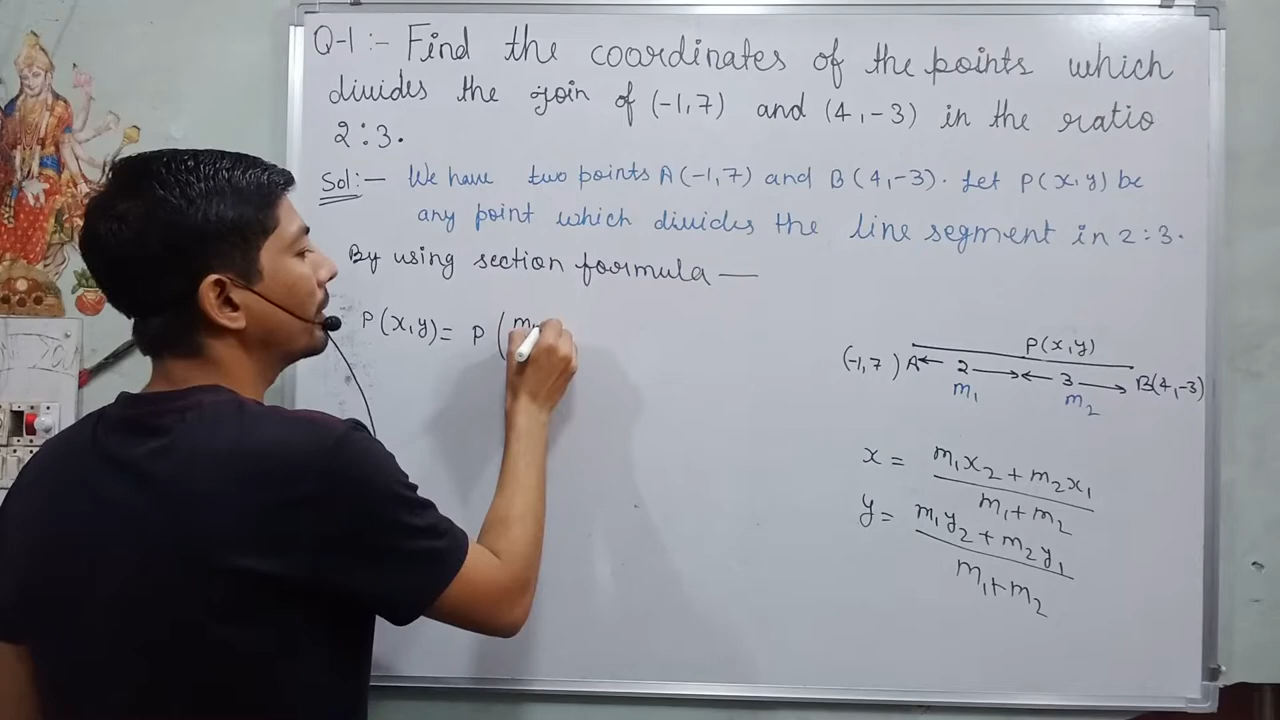 Q-1:- Find the coordinates of the points which
divides the join of (-1,7) and (4,-3) in the ratio
2:3.
Sol:- We have two points A(-1,7) and B(4,-3). Let P(x,y) be
any point which divides the line segment in 2:3.
By using section formula —
P(x,y) = P (m
P(x,y)
(-1,7) A ← 2 → ← 3 → B(4,-3)
m₁ m₂
x = m₁x₂ + m₂x₁ / m₁ + m₂
y = m₁y₂ + m₂y₁ / m₁ + m₂